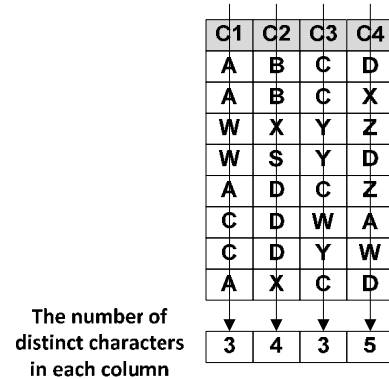 C1 C2 C3 C4
A B C D
A B C X
W X Y Z
W S Y D
A D C Z
C D W A
C D Y W
A X C D
The number of
distinct characters
in each column
3 4 3 5